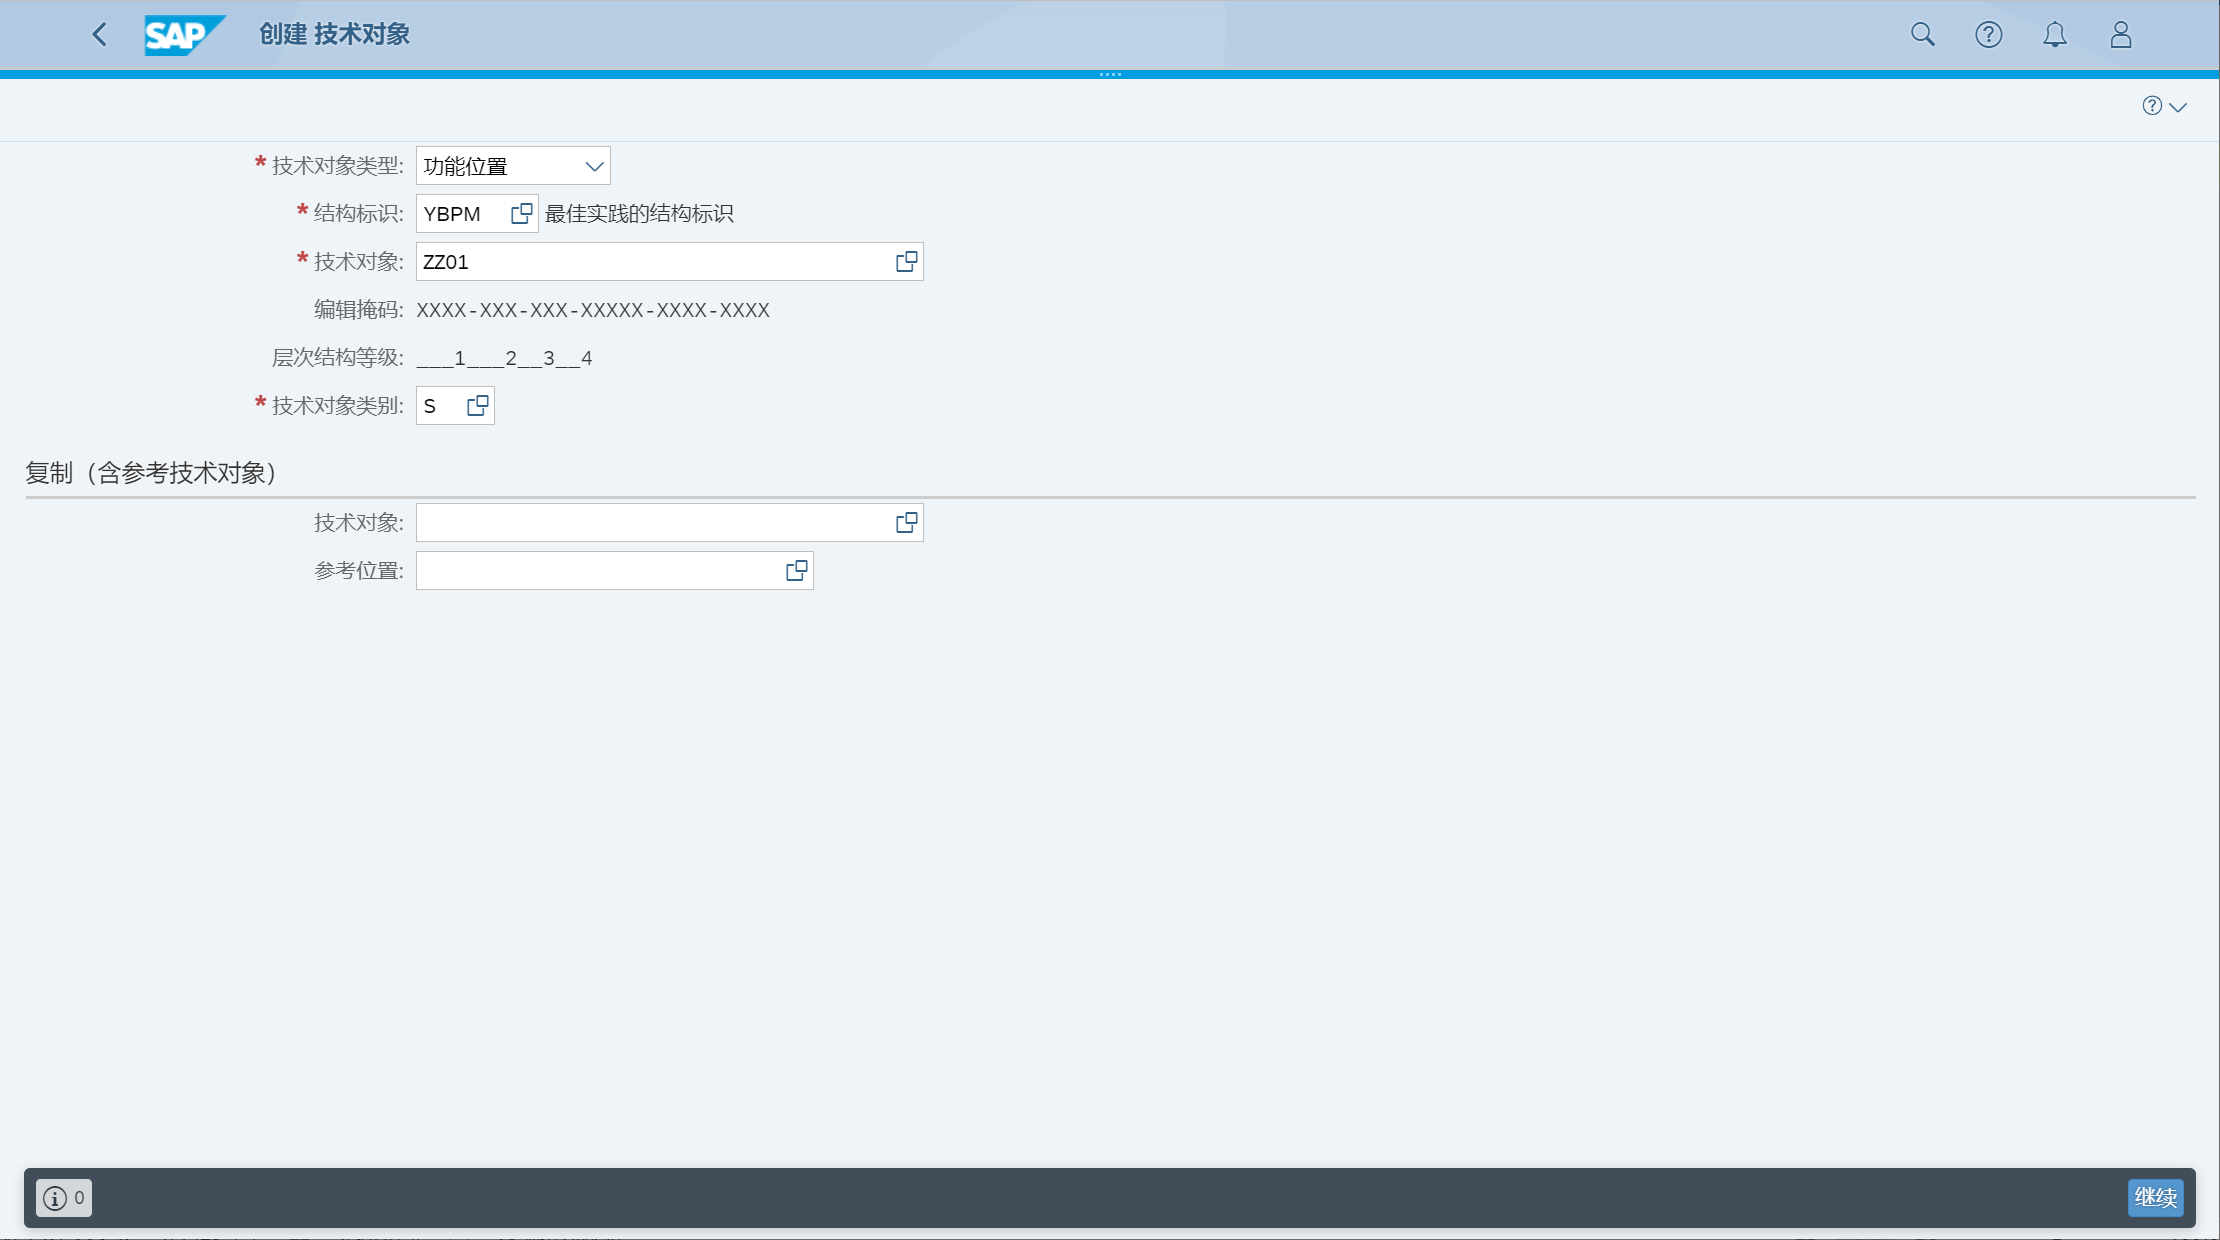 SAP 创建 技术对象
* 技术对象类型: 功能位置
* 结构标识: YBPM 最佳实践的结构标识
* 技术对象: ZZ01
编辑掩码: XXXX-XXX-XXX-XXXXX-XXXX-XXXX
层次结构等级: ___1___2__3__4
* 技术对象类别: S
复制（含参考技术对象）
技术对象:
参考位置:
0 继续